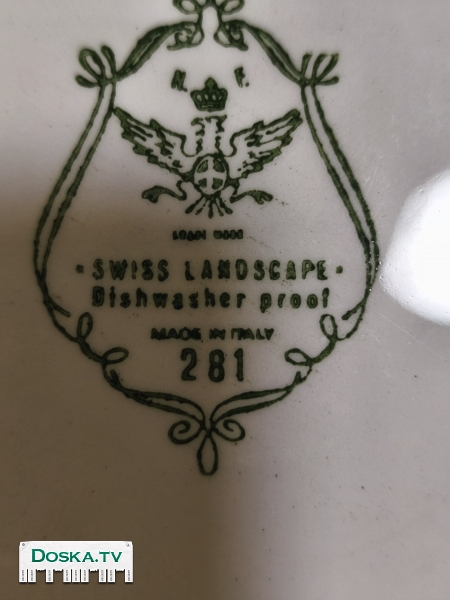 N. F.
SWISS LANDSCAPE
Dishwasher proof
MADE IN ITALY
281
DOSKA.TV